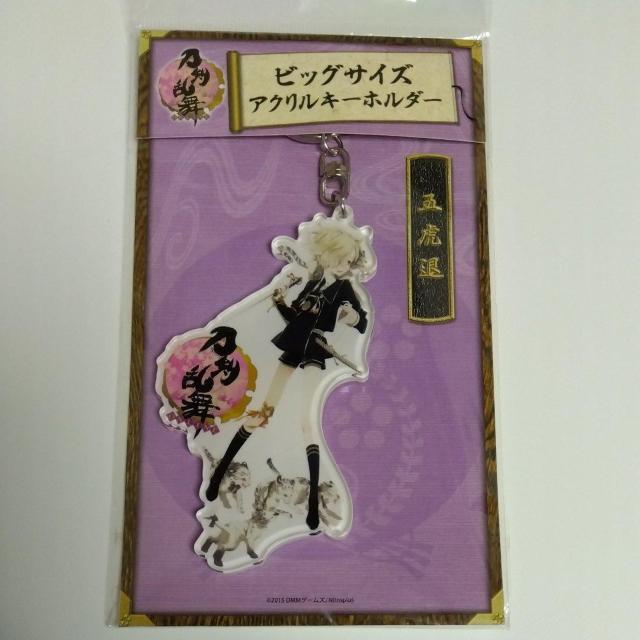 刀剣乱舞
ビッグサイズ
アクリルキーホルダー
五虎退
刀剣乱舞
©2015 DMMゲームズ/Nitroplus